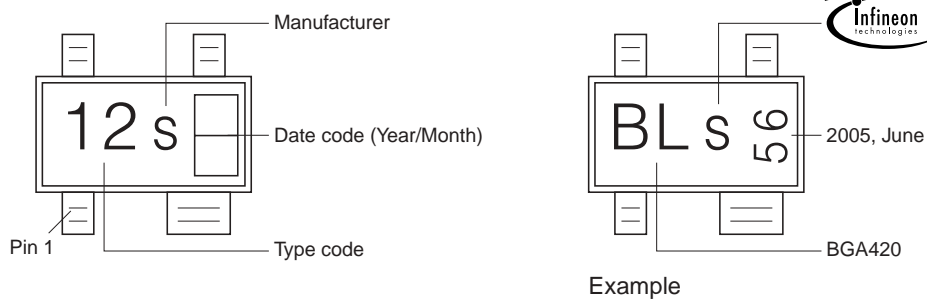 Manufacturer
Infineon
technologies
12 s
Date code (Year/Month)
BL s 56
2005, June
Pin 1
Type code
BGA420
Example